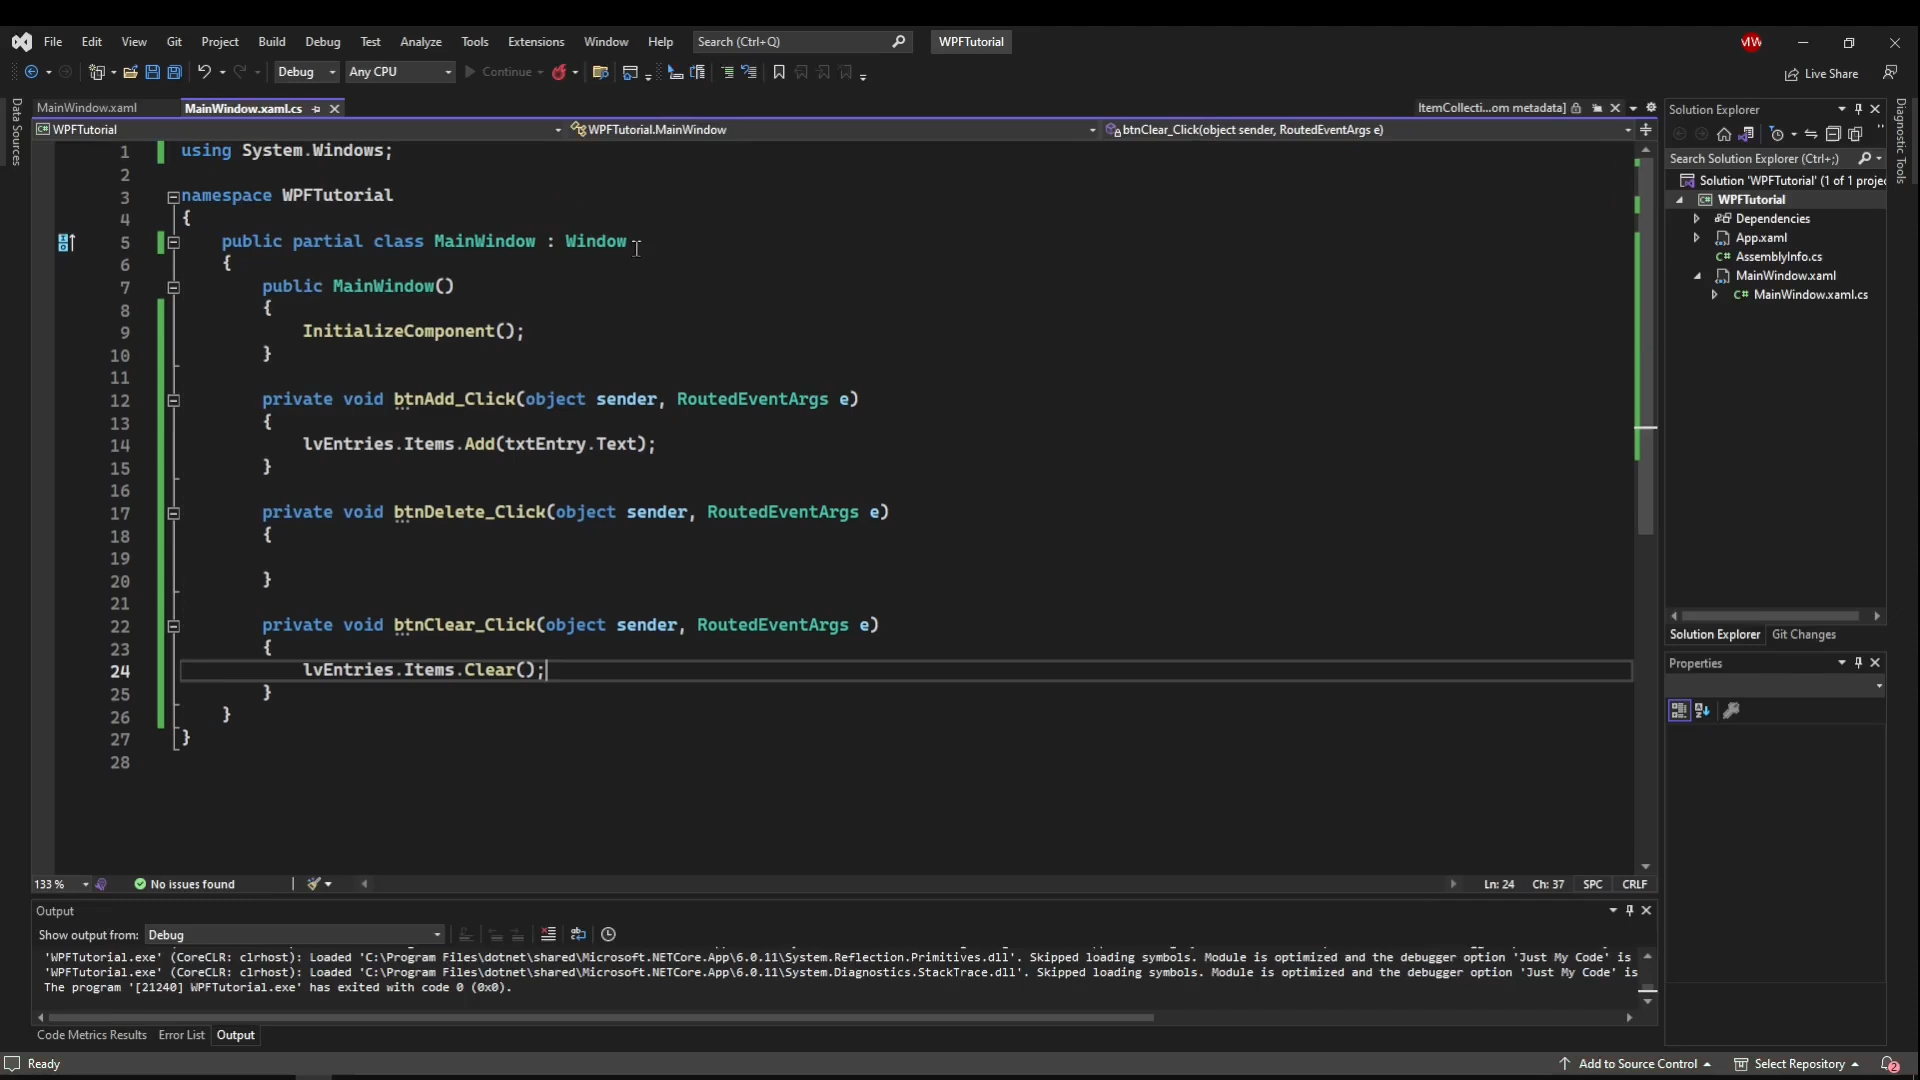 File Edit View Git Project Build Debug Test Analyze Tools Extensions Window Help Search (Ctrl+Q) WPFTutorial MW
Debug Any CPU Continue Live Share
Data Sources
MainWindow.xaml MainWindow.xaml.cs ItemCollecti...om metadata]
WPFTutorial WPFTutorial.MainWindow btnClear_Click(object sender, RoutedEventArgs e)
1 using System.Windows;
2
3 namespace WPFTutorial
4 {
5 public partial class MainWindow : Window
6 {
7 public MainWindow()
8 {
9 InitializeComponent();
10 }
11
12 private void btnAdd_Click(object sender, RoutedEventArgs e)
13 {
14 lvEntries.Items.Add(txtEntry.Text);
15 }
16
17 private void btnDelete_Click(object sender, RoutedEventArgs e)
18 {
19
20 }
21
22 private void btnClear_Click(object sender, RoutedEventArgs e)
23 {
24 lvEntries.Items.Clear();
25 }
26 }
27 }
28
133 % No issues found Ln: 24 Ch: 37 SPC CRLF
Output
Show output from: Debug
'WPFTutorial.exe' (CoreCLR: clrhost): Loaded 'C:\Program Files\dotnet\shared\Microsoft.NETCore.App\6.0.11\System.Reflection.Primitives.dll'. Skipped loading symbols. Module is optimized and the debugger option 'Just My Code' is
'WPFTutorial.exe' (CoreCLR: clrhost): Loaded 'C:\Program Files\dotnet\shared\Microsoft.NETCore.App\6.0.11\System.Diagnostics.StackTrace.dll'. Skipped loading symbols. Module is optimized and the debugger option 'Just My Code' is
The program '[21240] WPFTutorial.exe' has exited with code 0 (0x0).
Code Metrics Results Error List Output
Solution Explorer
Search Solution Explorer (Ctrl+;)
Solution 'WPFTutorial' (1 of 1 projec
WPFTutorial
Dependencies
App.xaml
C# AssemblyInfo.cs
MainWindow.xaml
C# MainWindow.xaml.cs
Solution Explorer Git Changes
Properties
Diagnostic Tools
Ready Add to Source Control Select Repository 2